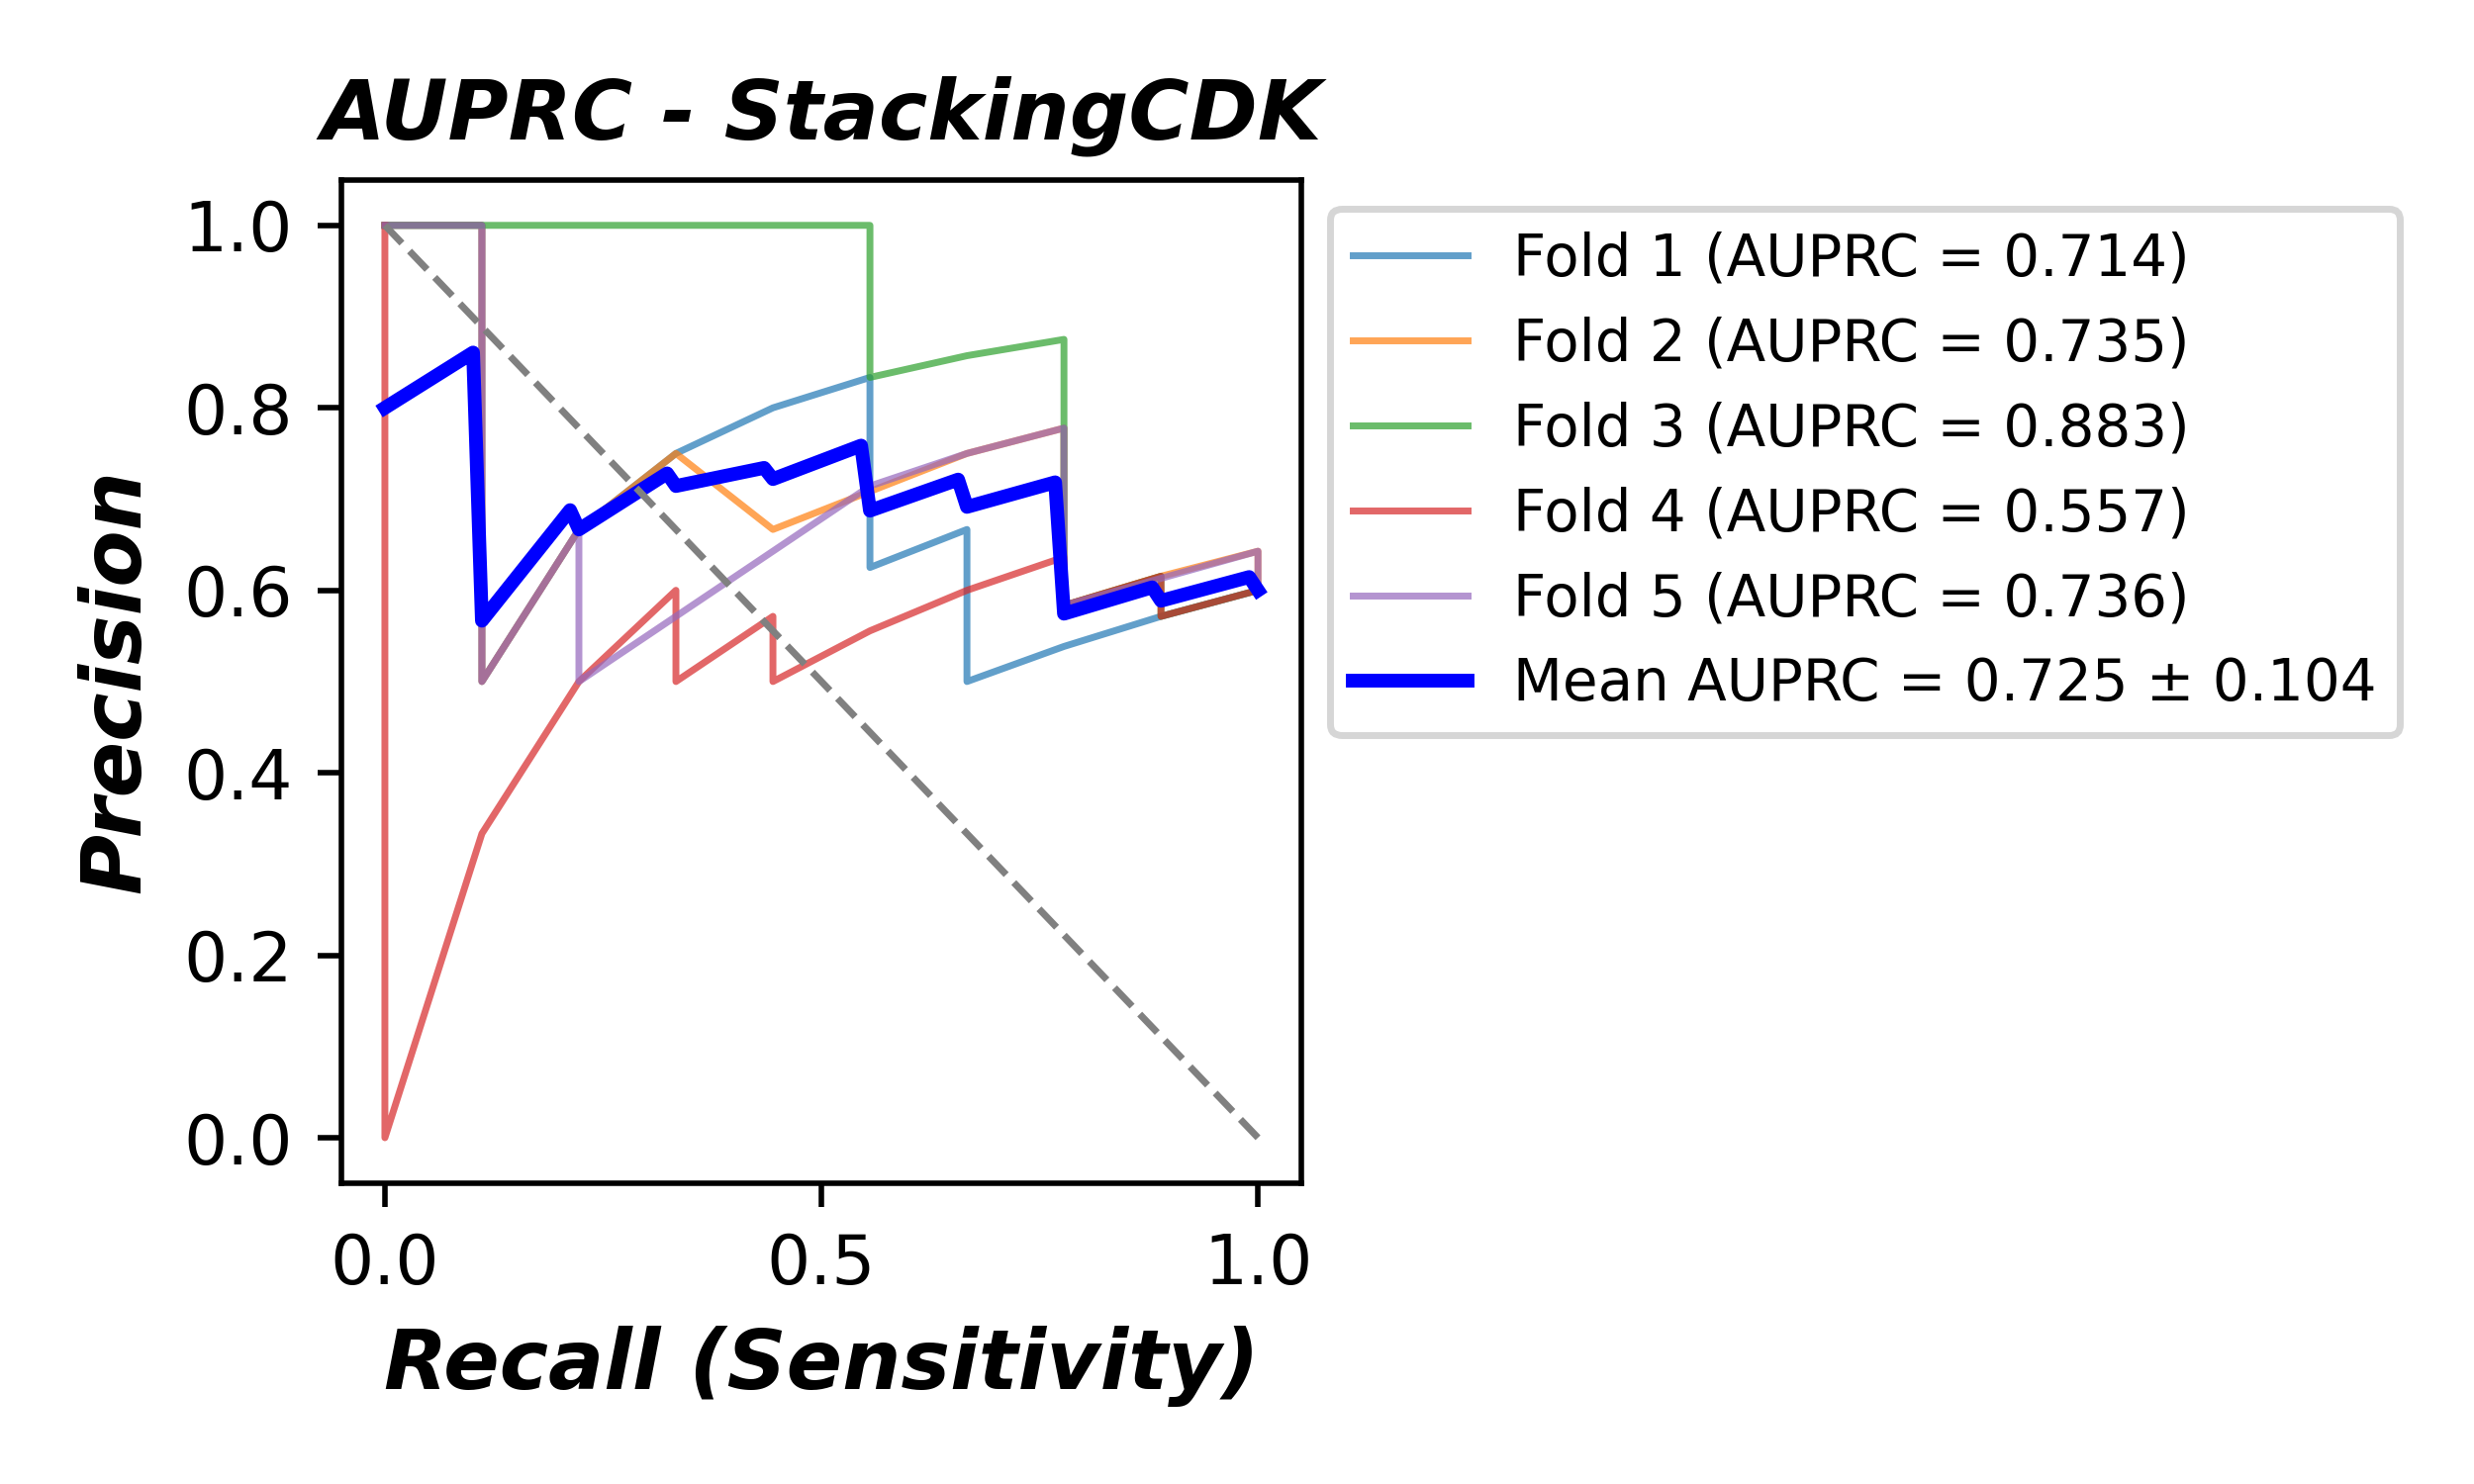 AUPRC - StackingCDK
Precision
1.0
0.8
0.6
0.4
0.2
0.0
0.0 0.5 1.0
Recall (Sensitivity)
Fold 1 (AUPRC = 0.714)
Fold 2 (AUPRC = 0.735)
Fold 3 (AUPRC = 0.883)
Fold 4 (AUPRC = 0.557)
Fold 5 (AUPRC = 0.736)
Mean AUPRC = 0.725 ± 0.104